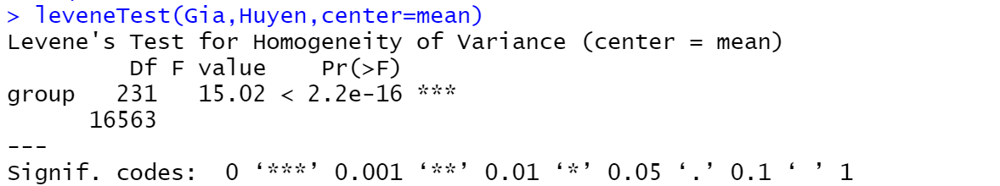 > leveneTest(Gia,Huyen,center=mean)
Levene's Test for Homogeneity of Variance (center = mean)
         Df F value    Pr(>F)
group   231   15.02 < 2.2e-16 ***
      16563
---
Signif. codes:  0 ‘***’ 0.001 ‘**’ 0.01 ‘*’ 0.05 ‘.’ 0.1 ‘ ’ 1